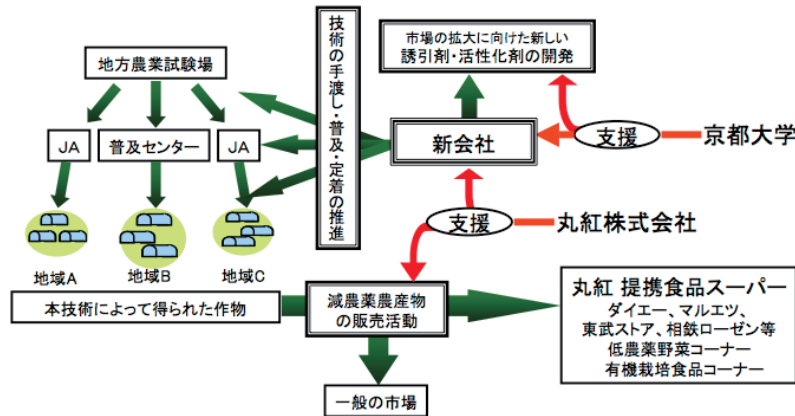 地方農業試験場
JA
普及センター
JA
地域A
地域B
地域C
技術の手渡し・普及・定着の推進
市場の拡大に向けた新しい
誘引剤・活性化剤の開発
新会社
支援
京都大学
支援
丸紅株式会社
本技術によって得られた作物
減農薬農産物
の販売活動
一般の市場
丸紅 提携食品スーパー
ダイエー、マルエツ、
東武ストア、相鉄ローゼン等
低農薬野菜コーナー
有機栽培食品コーナー